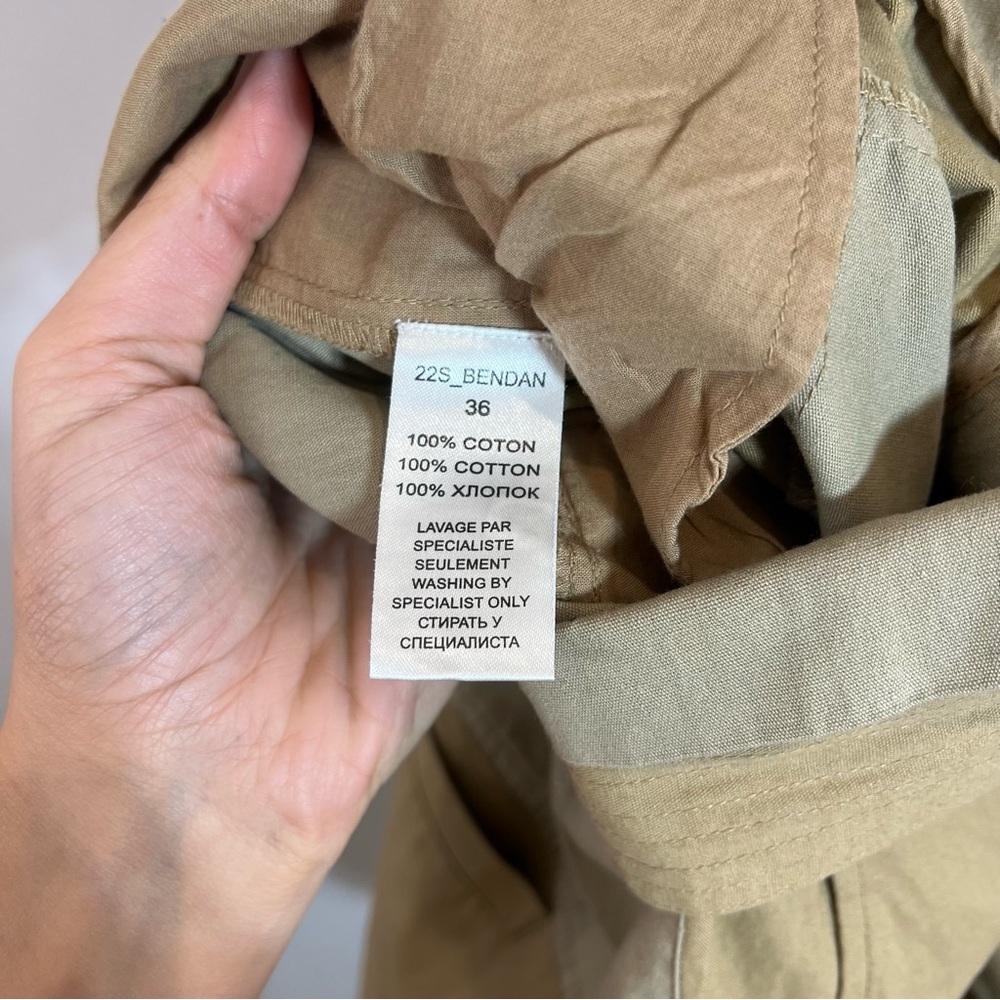 22S_BENDAN
36
100% COTON
100% COTTON
100% ХЛОПОК
LAVAGE PAR
SPECIALISTE
SEULEMENT
WASHING BY
SPECIALIST ONLY
СТИРАТЬ У
СПЕЦИАЛИСТА